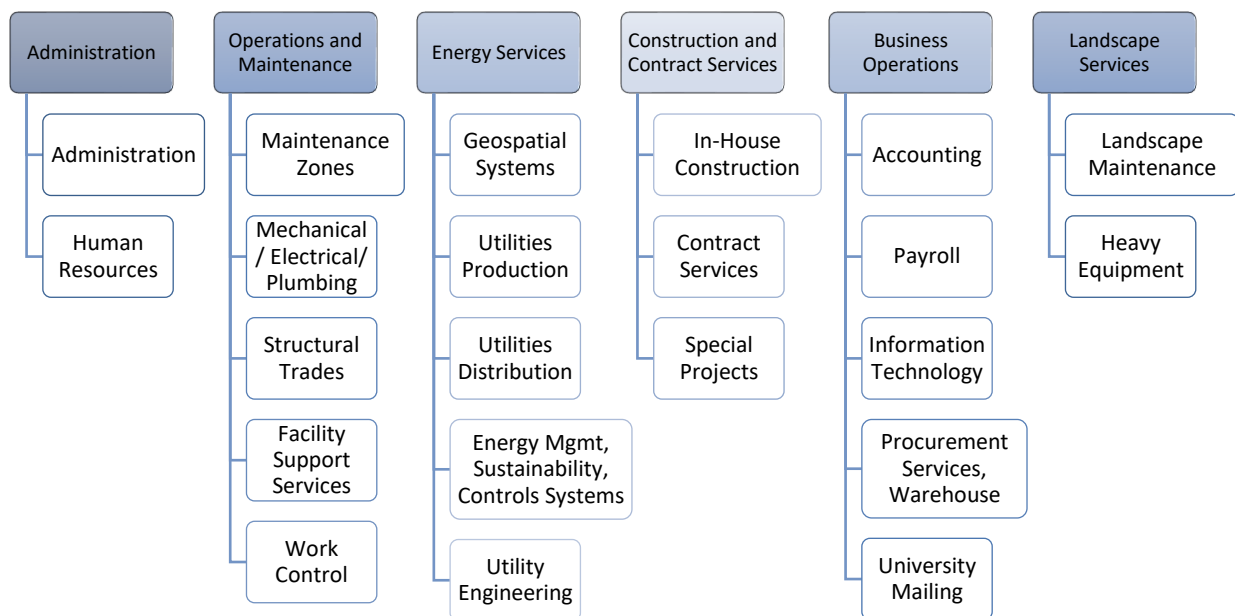 Administration
Administration
Human
Resources
Operations and
Maintenance
Maintenance
Zones
Mechanical
/ Electrical/
Plumbing
Structural
Trades
Facility
Support
Services
Work
Control
Energy Services
Geospatial
Systems
Utilities
Production
Utilities
Distribution
Energy Mgmt,
Sustainability,
Controls Systems
Utility
Engineering
Construction and
Contract Services
In-House
Construction
Contract
Services
Special
Projects
Business
Operations
Accounting
Payroll
Information
Technology
Procurement
Services,
Warehouse
University
Mailing
Landscape
Services
Landscape
Maintenance
Heavy
Equipment